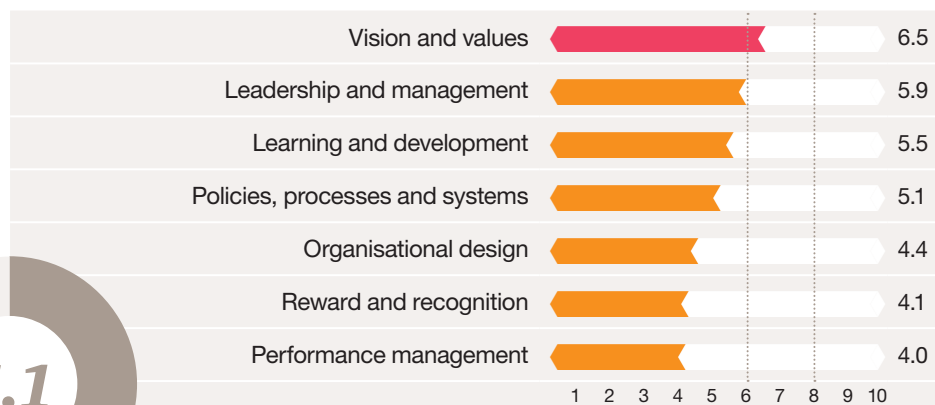 Vision and values 6.5
Leadership and management 5.9
Learning and development 5.5
Policies, processes and systems 5.1
Organisational design 4.4
Reward and recognition 4.1
Performance management 4.0
.1
1 2 3 4 5 6 7 8 9 10